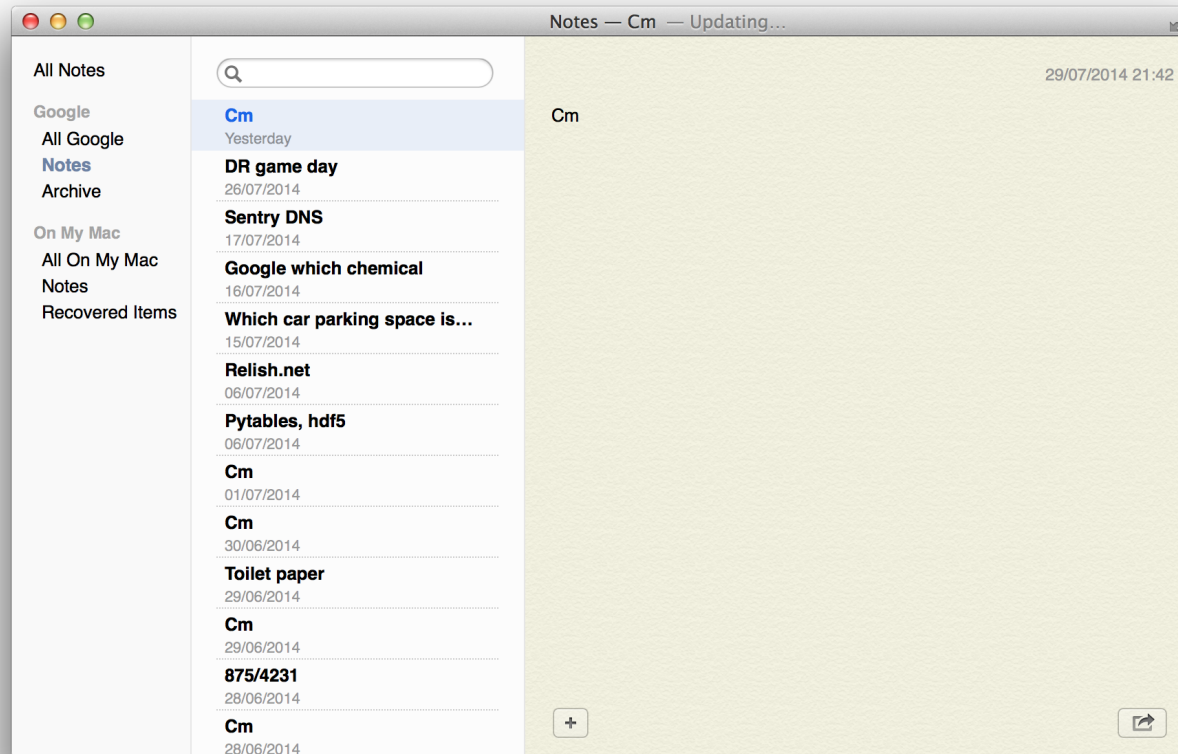 Notes — Cm — Updating...
All Notes
Google
All Google
Notes
Archive
On My Mac
All On My Mac
Notes
Recovered Items
Cm
Yesterday
DR game day
26/07/2014
Sentry DNS
17/07/2014
Google which chemical
16/07/2014
Which car parking space is...
15/07/2014
Relish.net
06/07/2014
Pytables, hdf5
06/07/2014
Cm
01/07/2014
Cm
30/06/2014
Toilet paper
29/06/2014
Cm
29/06/2014
875/4231
28/06/2014
Cm
28/06/2014
29/07/2014 21:42
Cm